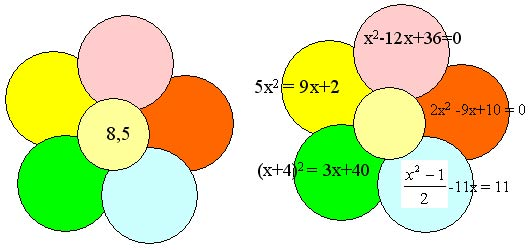 8,5
x²-12x+36=0
5x² = 9x+2
2x² -9x+10 = 0
(x+4)² = 3x+40
(x² − 1)/2 -11x = 11